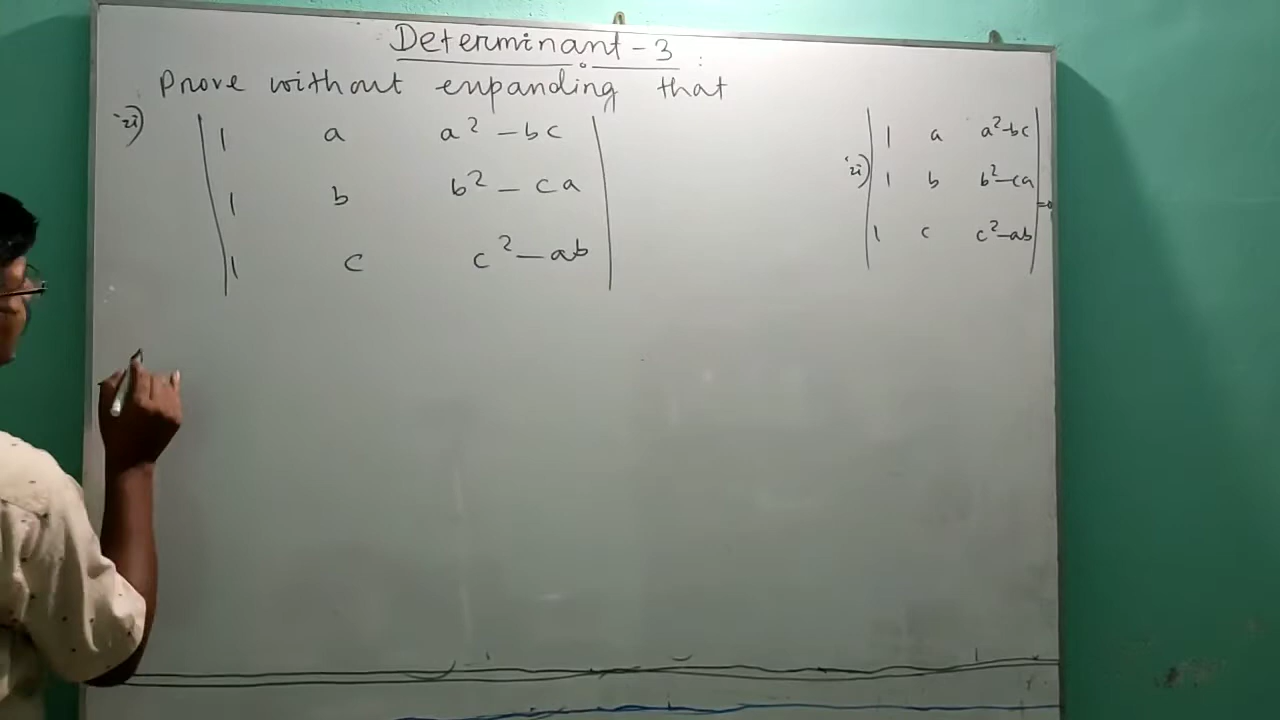 Determinant - 3 :
Prove without expanding that
ii) | 1 a a² - bc |
| 1 b b² - ca |
| 1 c c² - ab |
ii) | 1 a a² - bc |
| 1 b b² - ca | = 0
| 1 c c² - ab |